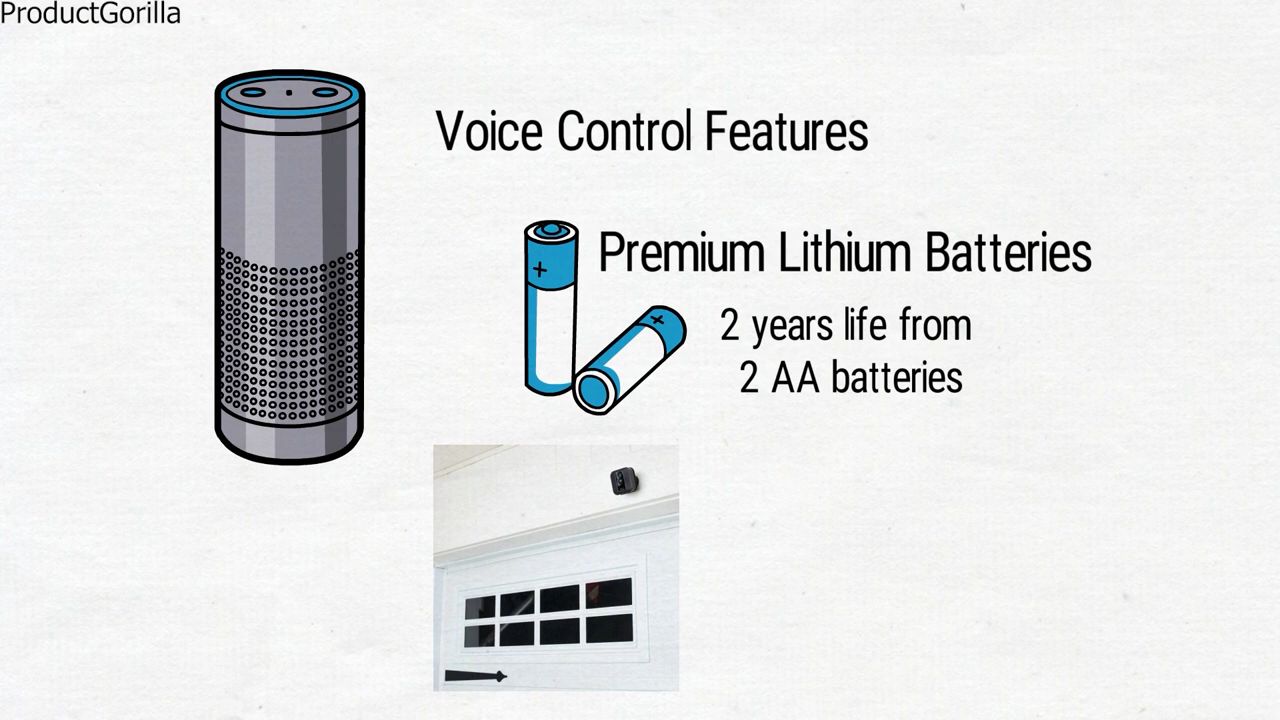 ProductGorilla
Voice Control Features
Premium Lithium Batteries
2 years life from
2 AA batteries